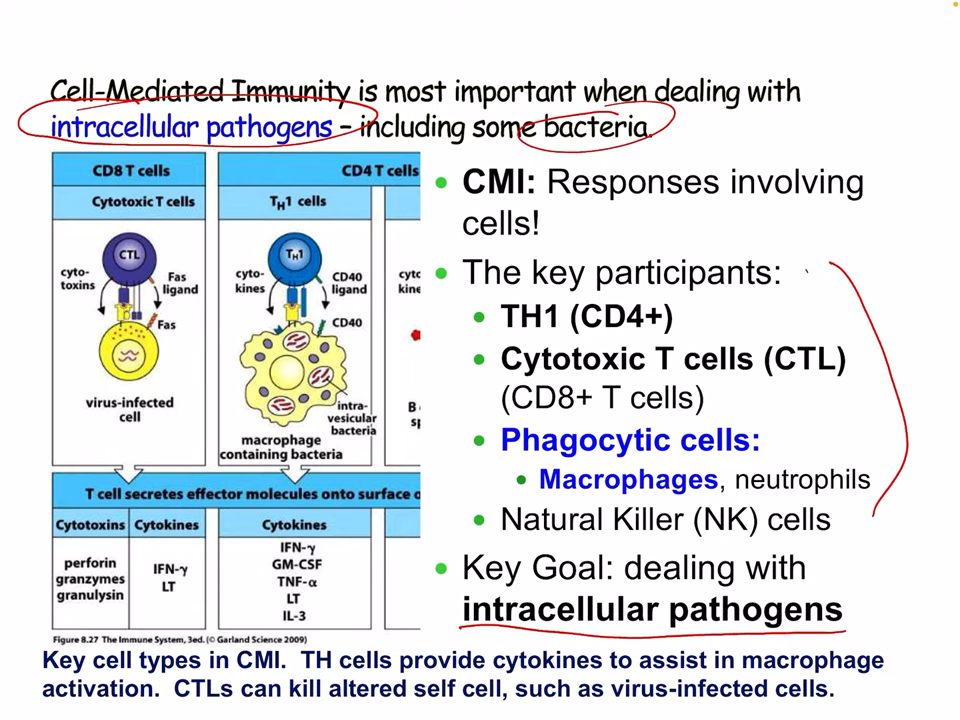 Cell-Mediated Immunity is most important when dealing with
intracellular pathogens – including some bacteria.
CD8 T cells
CD4 T cells
Cytotoxic T cells
TH1 cells
CTL
cyto-
toxins
Fas
ligand
Fas
virus-infected
cell
TH1
cyto-
kines
CD40
ligand
CD40
intra-
vesicular
bacteria
macrophage
containing bacteria
T cell secretes effector molecules onto surface o
Cytotoxins
Cytokines
Cytokines
perforin
granzymes
granulysin
IFN-γ
LT
IFN-γ
GM-CSF
TNF-α
LT
IL-3
Figure 8.27 The Immune System, 3ed. (© Garland Science 2009)
• CMI: Responses involving
cells!
• The key participants:
• TH1 (CD4+)
• Cytotoxic T cells (CTL)
(CD8+ T cells)
• Phagocytic cells:
• Macrophages, neutrophils
• Natural Killer (NK) cells
• Key Goal: dealing with
intracellular pathogens
Key cell types in CMI. TH cells provide cytokines to assist in macrophage
activation. CTLs can kill altered self cell, such as virus-infected cells.